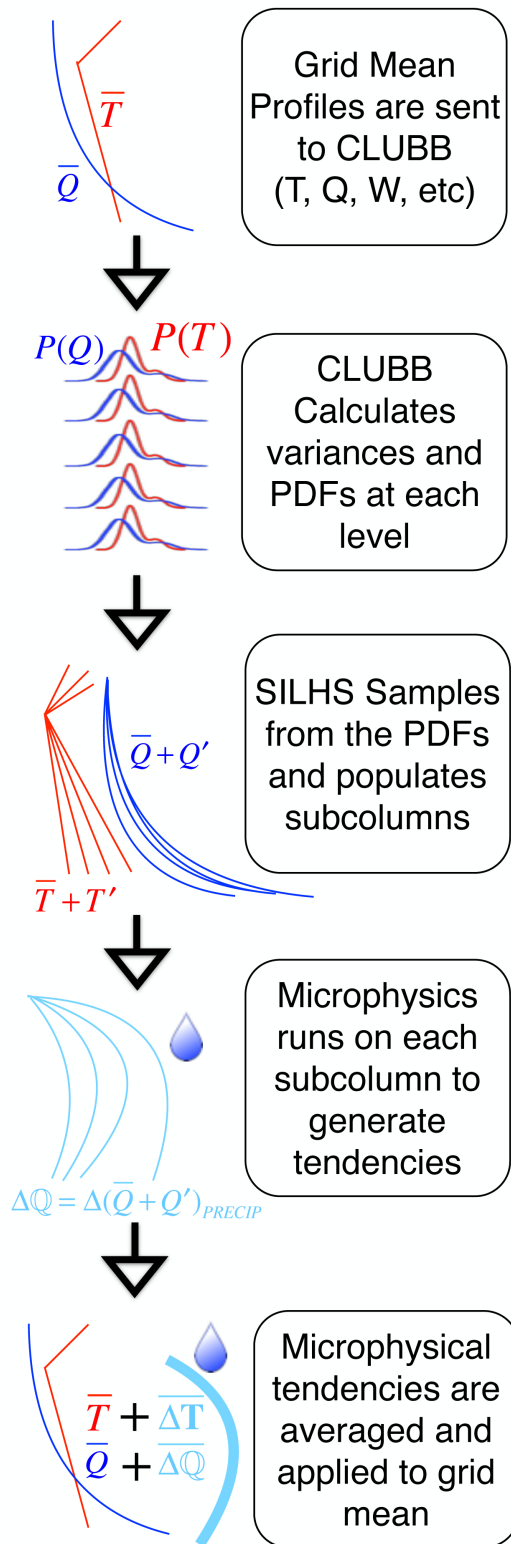 Grid Mean
Profiles are sent
to CLUBB
(T, Q, W, etc)
T̅
Q̅
P(Q) P(T)
CLUBB
Calculates
variances and
PDFs at each
level
SILHS Samples
from the PDFs
and populates
subcolumns
Q̅ + Q′
T̅ + T′
Microphysics
runs on each
subcolumn to
generate
tendencies
Δℚ = Δ(Q̅ + Q′)PRECIP
Microphysical
tendencies are
averaged and
applied to grid
mean
T̅ + Δ̅T̅
Q̅ + Δ̅ℚ̅